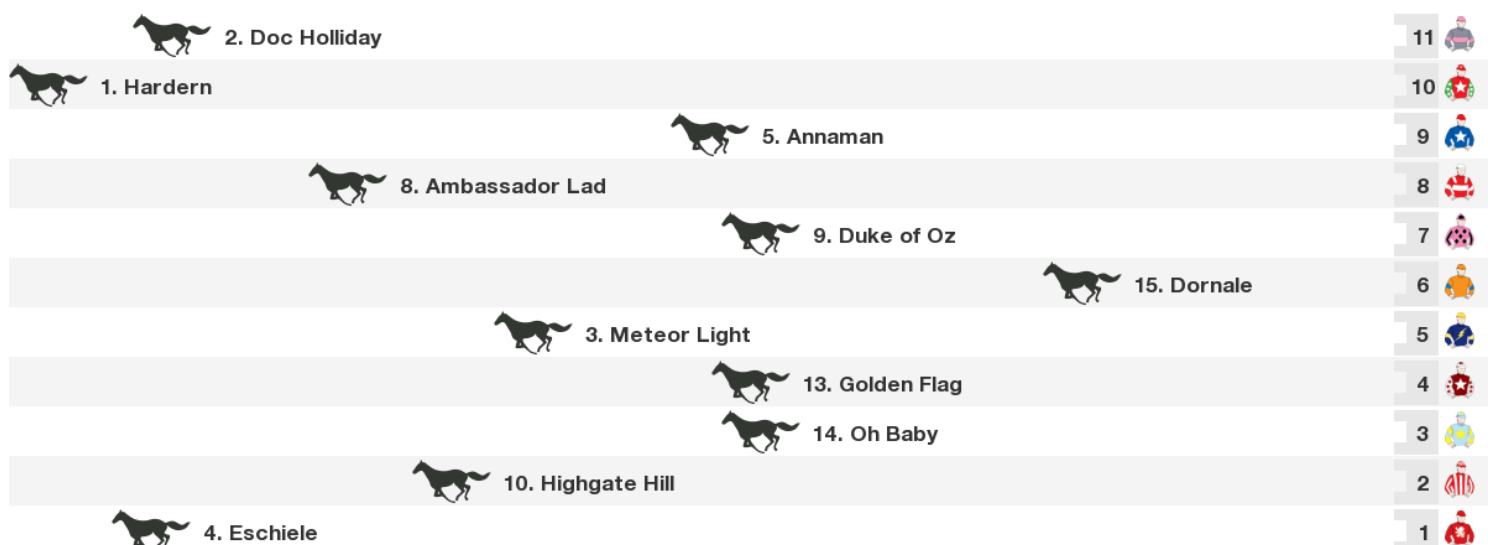 2. Doc Holliday 11
1. Hardern 10
5. Annaman 9
8. Ambassador Lad 8
9. Duke of Oz 7
15. Dornale 6
3. Meteor Light 5
13. Golden Flag 4
14. Oh Baby 3
10. Highgate Hill 2
4. Eschiele 1